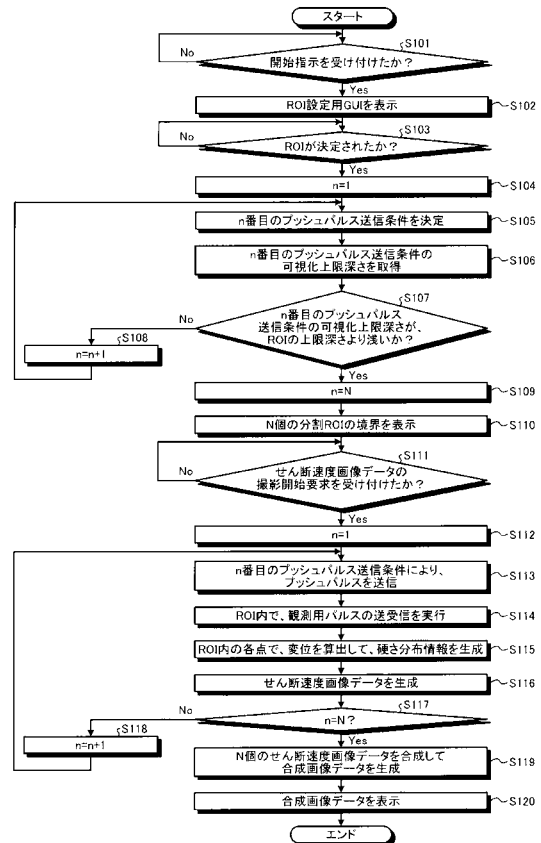 スタート
S101
No
開始指示を受け付けたか？
Yes
ROI設定用GUIを表示
S102
S103
No
ROIが決定されたか？
Yes
n=1
S104
n番目のプッシュパルス送信条件を決定
S105
n番目のプッシュパルス送信条件の
可視化上限深さを取得
S106
S107
No
n番目のプッシュパルス
送信条件の可視化上限深さが、
ROIの上限深さより浅いか？
S108
n=n+1
Yes
n=N
S109
N個の分割ROIの境界を表示
S110
S111
No
せん断速度画像データの
撮影開始要求を受け付けたか？
Yes
n=1
S112
n番目のプッシュパルス送信条件により、
プッシュパルスを送信
S113
ROI内で、観測用パルスの送受信を実行
S114
ROI内の各点で、変位を算出して、硬さ分布情報を生成
S115
せん断速度画像データを生成
S116
S117
No
n=N？
S118
n=n+1
Yes
N個のせん断速度画像データを合成して
合成画像データを生成
S119
合成画像データを表示
S120
エンド